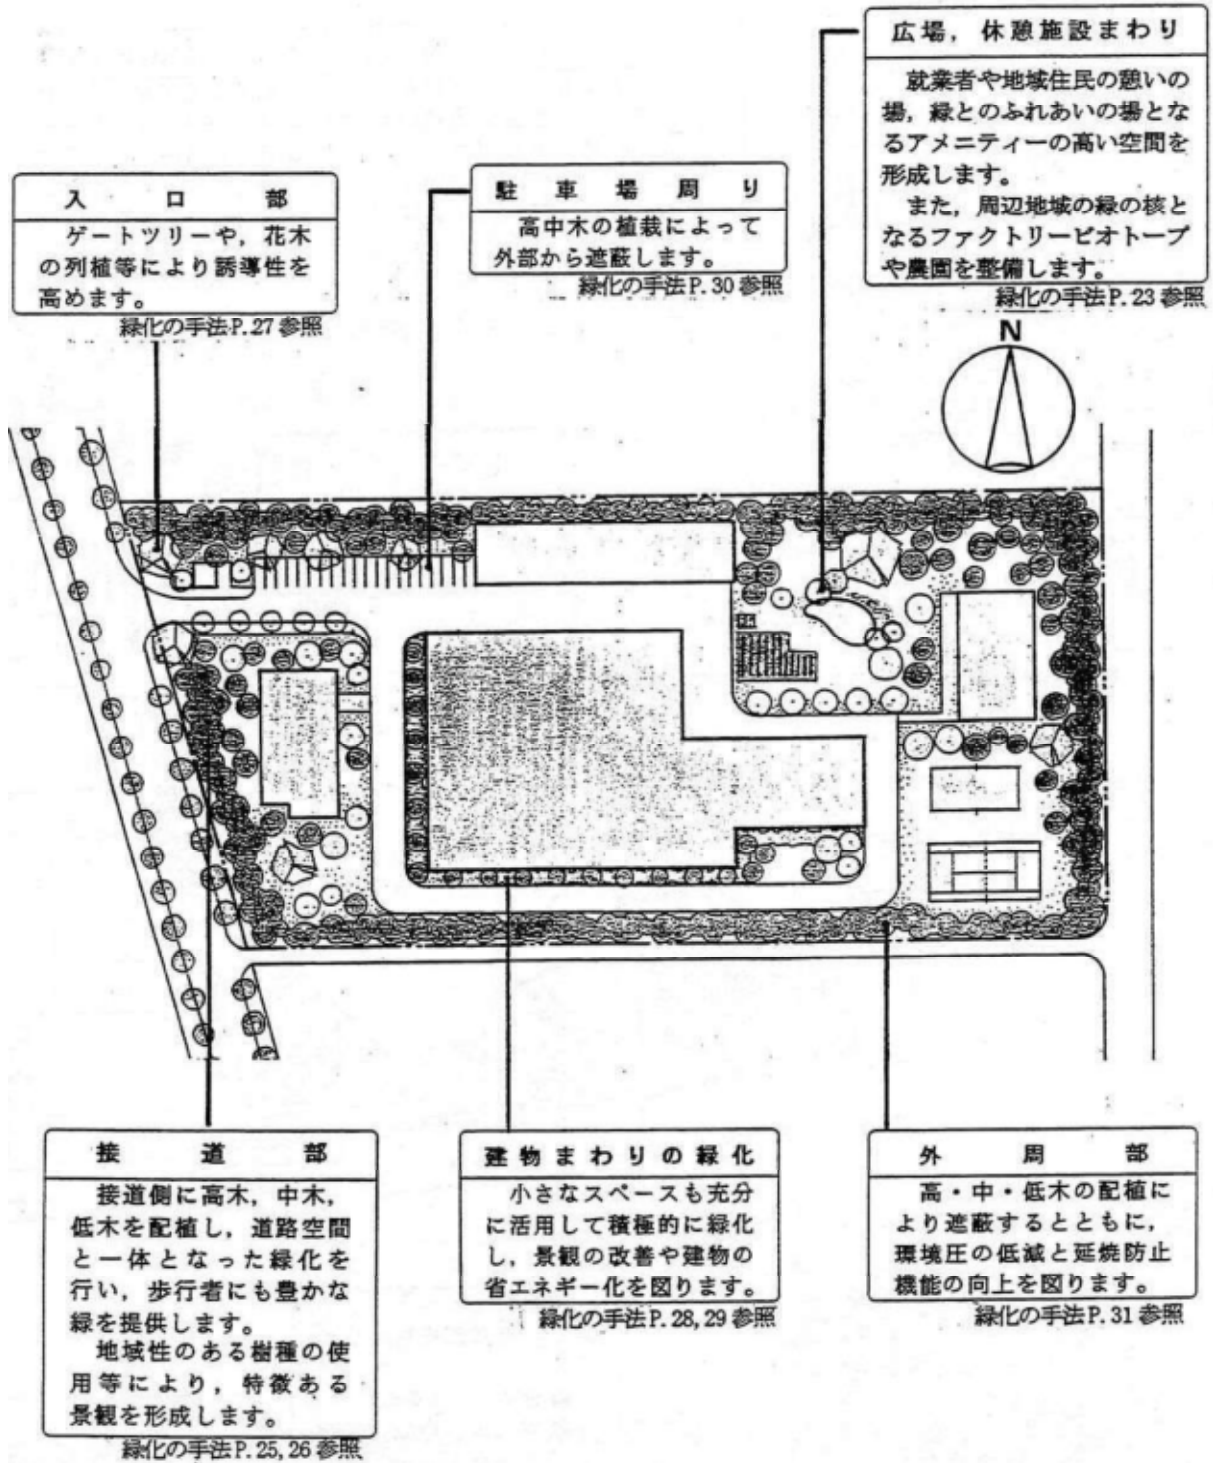 広場，休憩施設まわり
就業者や地域住民の憩いの
場，緑とのふれあいの場とな
るアメニティーの高い空間を
形成します。
また，周辺地域の緑の核と
なるファクトリービオトープ
や農園を整備します。
緑化の手法P.23 参照
入口部
ゲートツリーや，花木
の列植等により誘導性を
高めます。
緑化の手法P.27 参照
駐車場周り
高中木の植栽によって
外部から遮蔽します。
緑化の手法P.30 参照
N
接道部
接道側に高木，中木，
低木を配植し，道路空間
と一体となった緑化を
行い，歩行者にも豊かな
緑を提供します。
地域性のある樹種の使
用等により，特徴ある
景観を形成します。
緑化の手法P.25,26 参照
建物まわりの緑化
小さなスペースも充分
に活用して積極的に緑化
し，景観の改善や建物の
省エネギー化を図ります。
緑化の手法P.28,29 参照
外周部
高・中・低木の配植に
より遮蔽するとともに，
環境圧の低減と延焼防止
機能の向上を図ります。
緑化の手法P.31 参照